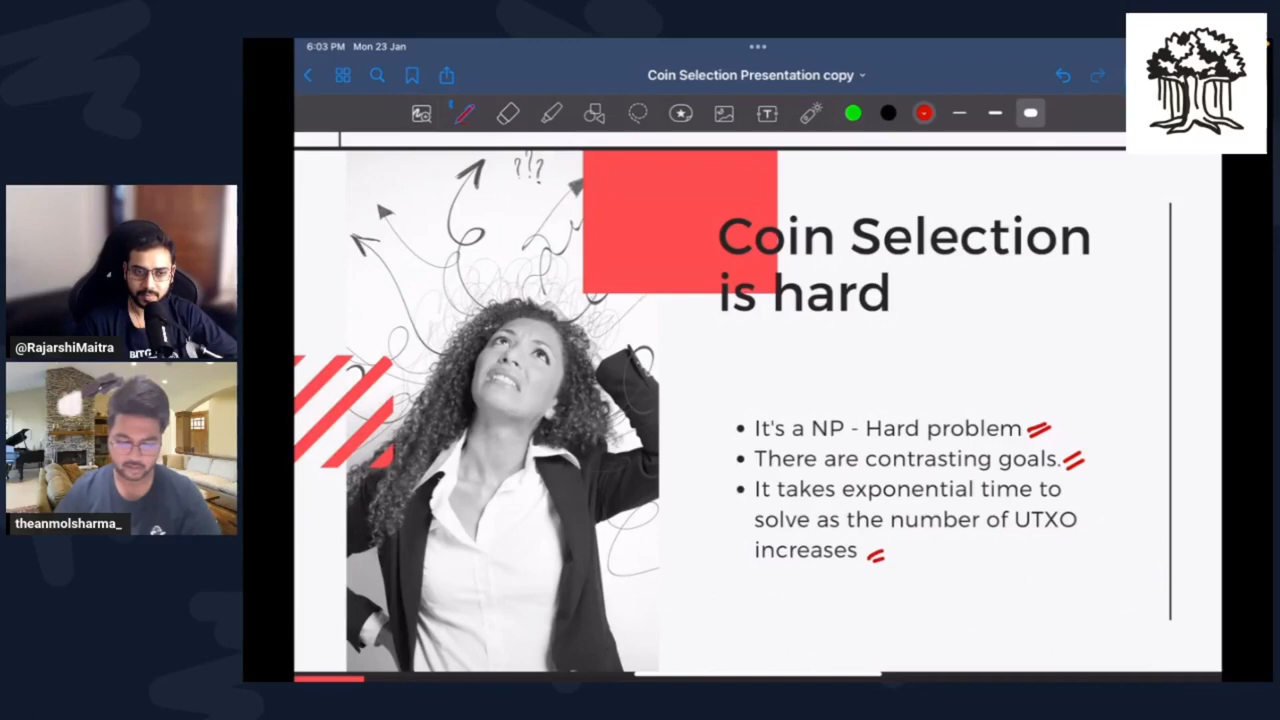 6:03 PM Mon 23 Jan
Coin Selection Presentation copy
T
???
Coin Selection
is hard
• It's a NP - Hard problem
• There are contrasting goals.
• It takes exponential time to
solve as the number of UTXO
increases
@RajarshiMaitra
theanmolsharma_